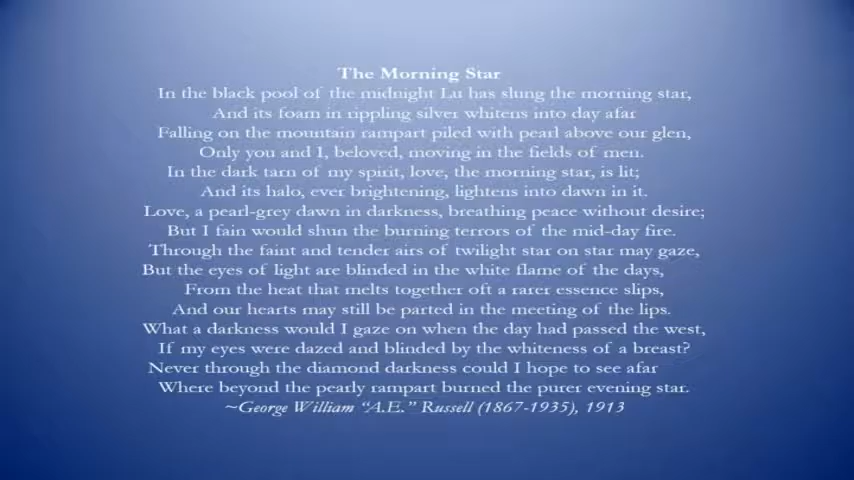 The Morning Star
In the black pool of the midnight Lu has slung the morning star,
And its foam in rippling silver whitens into day afar
Falling on the mountain rampart piled with pearl above our glen,
Only you and I, beloved, moving in the fields of men.
In the dark tarn of my spirit, love, the morning star, is lit;
And its halo, ever brightening, lightens into dawn in it.
Love, a pearl-grey dawn in darkness, breathing peace without desire;
But I fain would shun the burning terrors of the mid-day fire.
Through the faint and tender airs of twilight star on star may gaze,
But the eyes of light are blinded in the white flame of the days,
From the heat that melts together oft a rarer essence slips,
And our hearts may still be parted in the meeting of the lips.
What a darkness would I gaze on when the day had passed the west,
If my eyes were dazed and blinded by the whiteness of a breast?
Never through the diamond darkness could I hope to see afar
Where beyond the pearly rampart burned the purer evening star.
~George William “A.E.” Russell (1867-1935), 1913